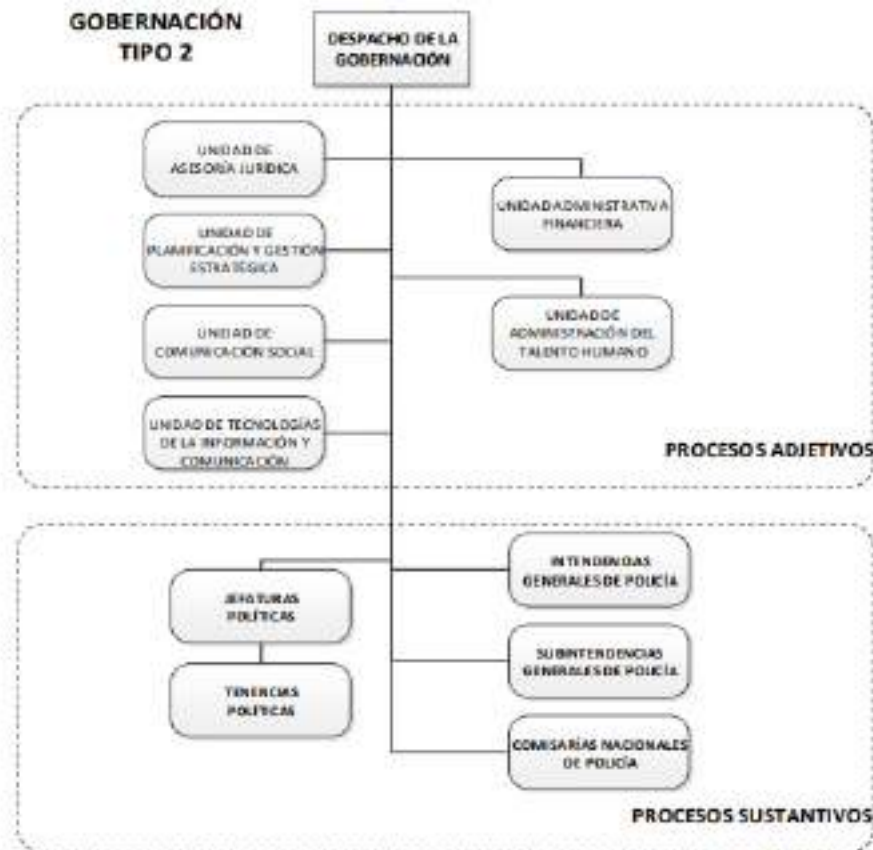 GOBERNACIÓN
TIPO 2
DESPACHO DE LA
GOBERNACIÓN
UNIDAD DE
ASESORÍA JURÍDICA
UNIDAD ADMINISTRATIVA
FINANCIERA
UNIDAD DE
PLANIFICACIÓN Y GESTIÓN
ESTRATÉGICA
UNIDAD DE
ADMINISTRACIÓN DEL
TALENTO HUMANO
UNIDAD DE
COMUNICACIÓN SOCIAL
UNIDAD DE TECNOLOGÍAS
DE LA INFORMACIÓN Y
COMUNICACIÓN
PROCESOS ADJETIVOS
JEFATURAS
POLÍTICAS
TENENCIAS
POLÍTICAS
INTENDENCIAS
GENERALES DE POLICÍA
SUBINTENDENCIAS
GENERALES DE POLICÍA
COMISARÍAS NACIONALES
DE POLICÍA
PROCESOS SUSTANTIVOS